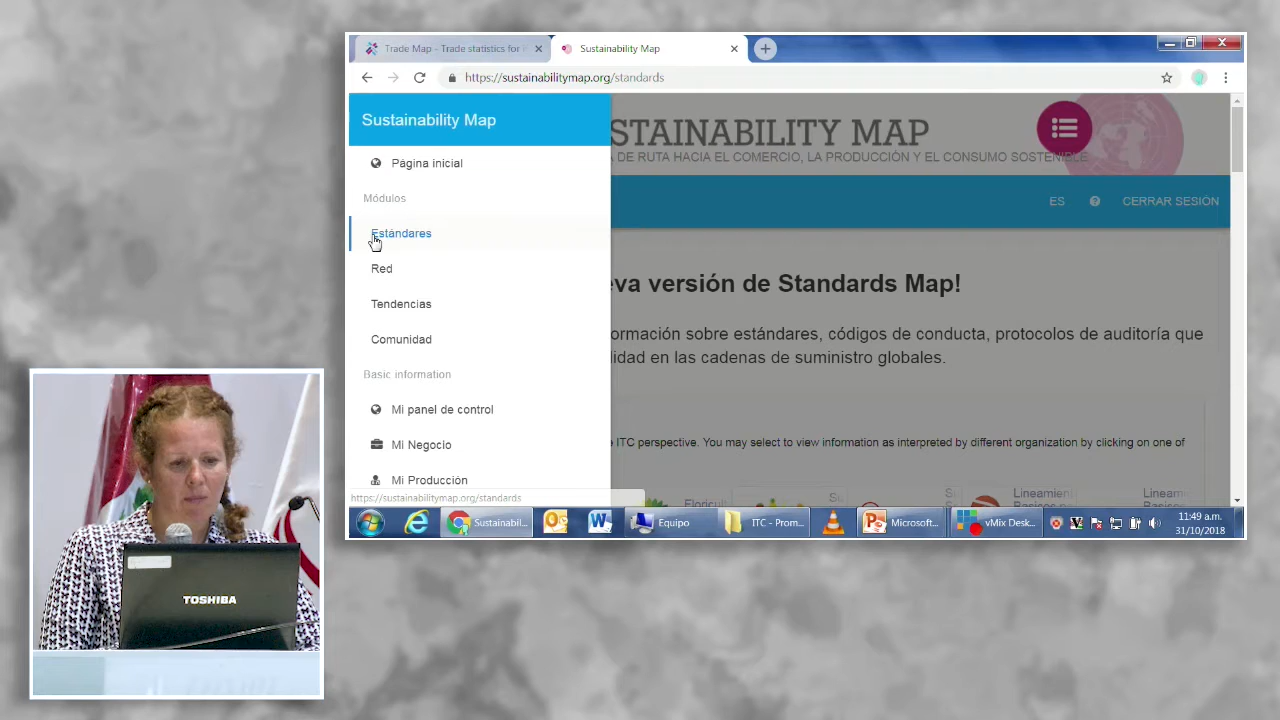 Trade Map - Trade statistics for
Sustainability Map
https://sustainabilitymap.org/standards
Sustainability Map
STAINABILITY MAP
DE RUTA HACIA EL COMERCIO, LA PRODUCCIÓN Y EL CONSUMO SOSTENIBLE
Página inicial
Módulos
ES
CERRAR SESIÓN
Estándares
Red
eva versión de Standards Map!
Tendencias
ormación sobre estándares, códigos de conducta, protocolos de auditoría que
Comunidad
lidad en las cadenas de suministro globales.
Basic information
Mi panel de control
Mi Negocio
ITC perspective. You may select to view information as interpreted by different organization by clicking on one of
Mi Producción
https://sustainabilitymap.org/standards
Floricul
Lineamient
Lineamie
Sustainabil...
Equipo
ITC - Prom...
Microsoft...
vMix Desk...
11:49 a.m.
31/10/2018
TOSHIBA